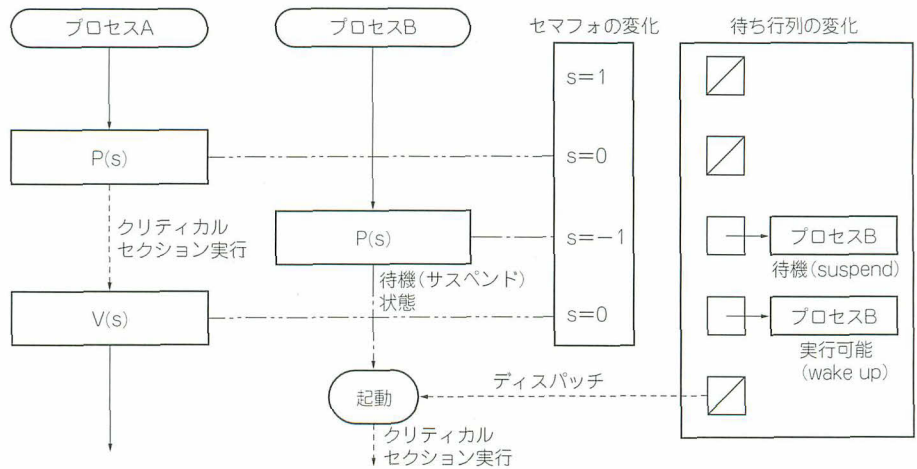 プロセスA
プロセスB
セマフォの変化
待ち行列の変化
s=1
P(s)
s=0
クリティカル
セクション実行
P(s)
s=-1
プロセスB
待機(suspend)
待機(サスペンド)
状態
V(s)
s=0
プロセスB
実行可能
(wake up)
ディスパッチ
起動
クリティカル
セクション実行